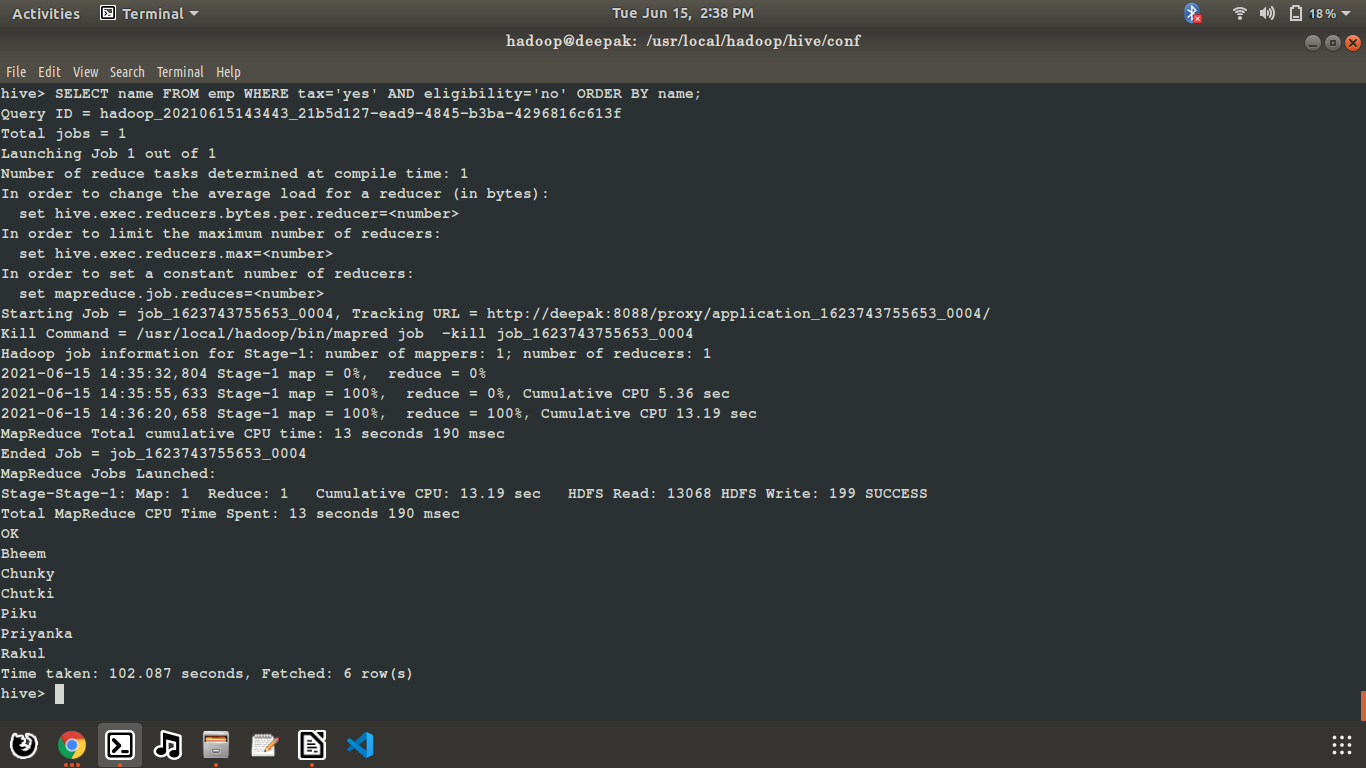 Activities Terminal Tue Jun 15, 2:38 PM 18%
hadoop@deepak: /usr/local/hadoop/hive/conf
File Edit View Search Terminal Help
hive> SELECT name FROM emp WHERE tax='yes' AND eligibility='no' ORDER BY name;
Query ID = hadoop_20210615143443_21b5d127-ead9-4845-b3ba-4296816c613f
Total jobs = 1
Launching Job 1 out of 1
Number of reduce tasks determined at compile time: 1
In order to change the average load for a reducer (in bytes):
  set hive.exec.reducers.bytes.per.reducer=<number>
In order to limit the maximum number of reducers:
  set hive.exec.reducers.max=<number>
In order to set a constant number of reducers:
  set mapreduce.job.reduces=<number>
Starting Job = job_1623743755653_0004, Tracking URL = http://deepak:8088/proxy/application_1623743755653_0004/
Kill Command = /usr/local/hadoop/bin/mapred job  -kill job_1623743755653_0004
Hadoop job information for Stage-1: number of mappers: 1; number of reducers: 1
2021-06-15 14:35:32,804 Stage-1 map = 0%,  reduce = 0%
2021-06-15 14:35:55,633 Stage-1 map = 100%,  reduce = 0%, Cumulative CPU 5.36 sec
2021-06-15 14:36:20,658 Stage-1 map = 100%,  reduce = 100%, Cumulative CPU 13.19 sec
MapReduce Total cumulative CPU time: 13 seconds 190 msec
Ended Job = job_1623743755653_0004
MapReduce Jobs Launched:
Stage-Stage-1: Map: 1  Reduce: 1   Cumulative CPU: 13.19 sec   HDFS Read: 13068 HDFS Write: 199 SUCCESS
Total MapReduce CPU Time Spent: 13 seconds 190 msec
OK
Bheem
Chunky
Chutki
Piku
Priyanka
Rakul
Time taken: 102.087 seconds, Fetched: 6 row(s)
hive>